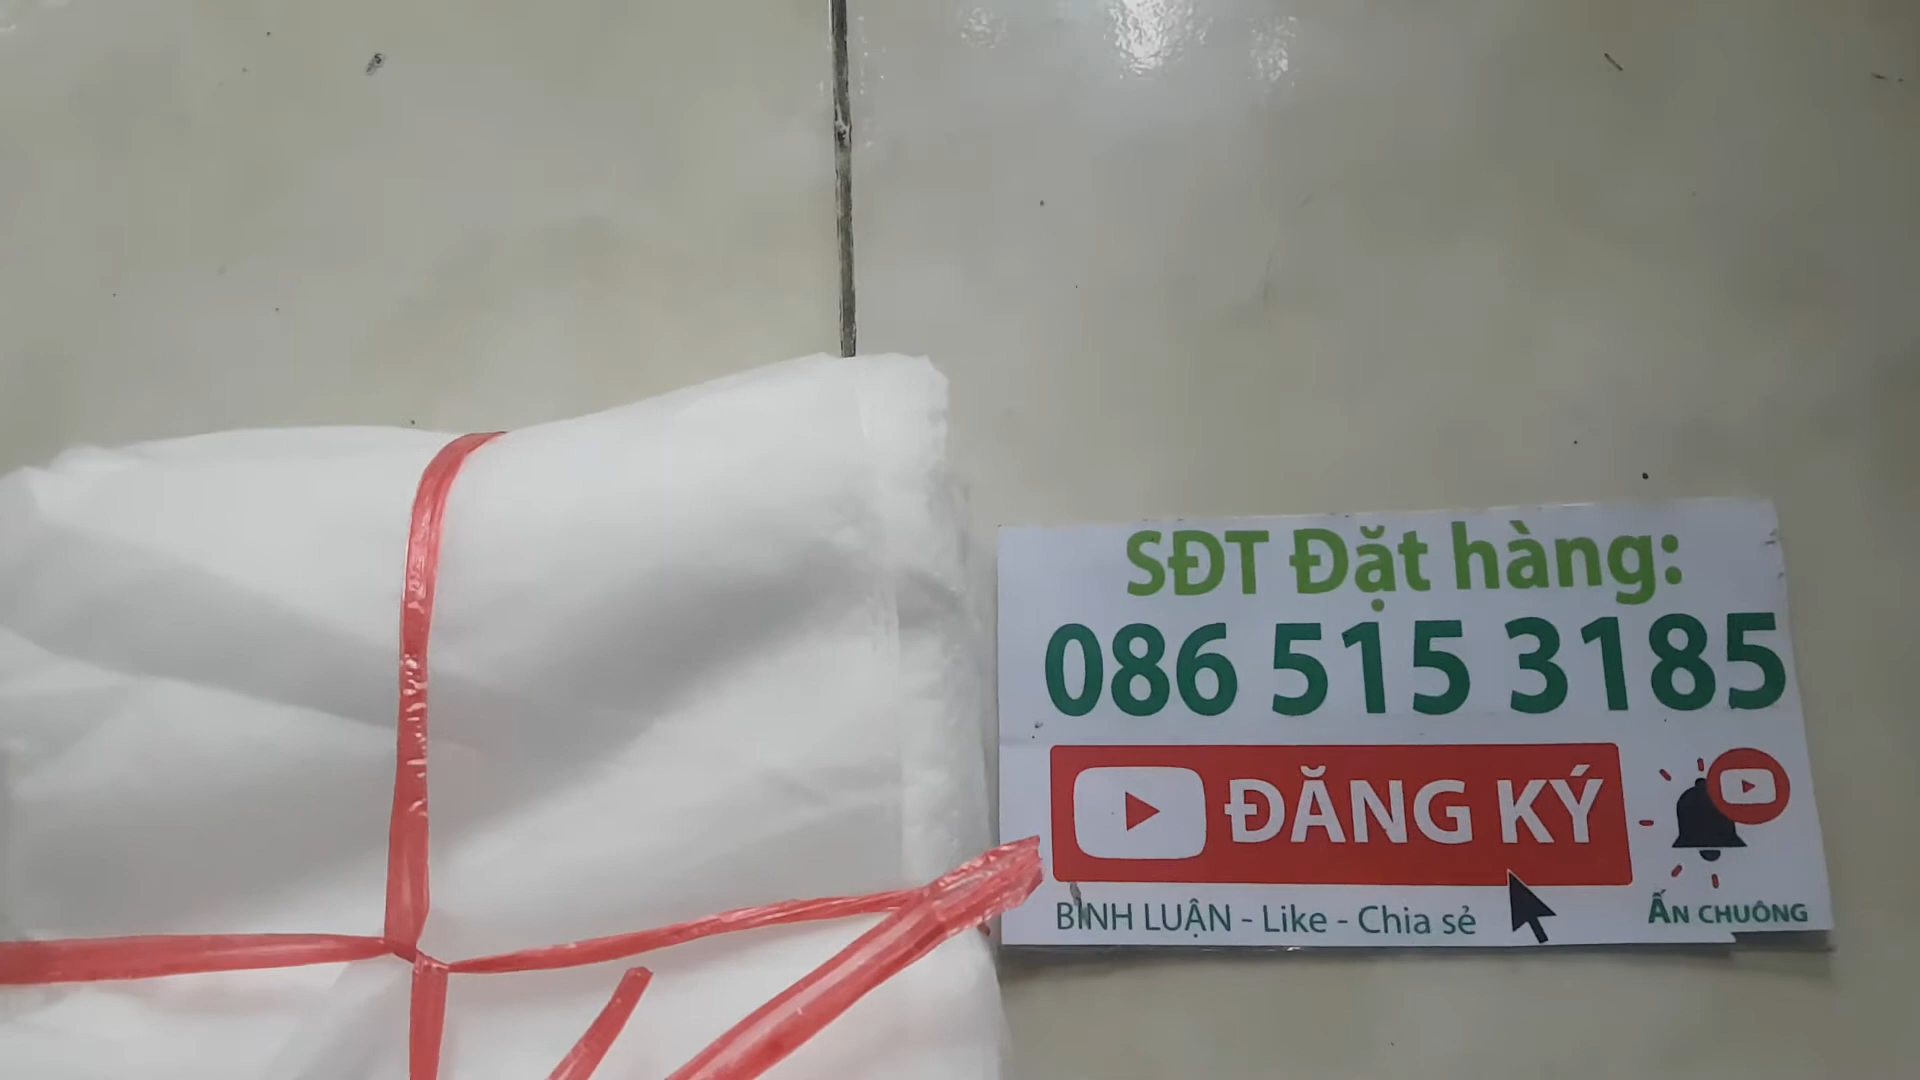 SĐT Đặt hàng:
086 515 3185
ĐĂNG KÝ
BÌNH LUẬN - Like - Chia sẻ
ẤN CHUÔNG